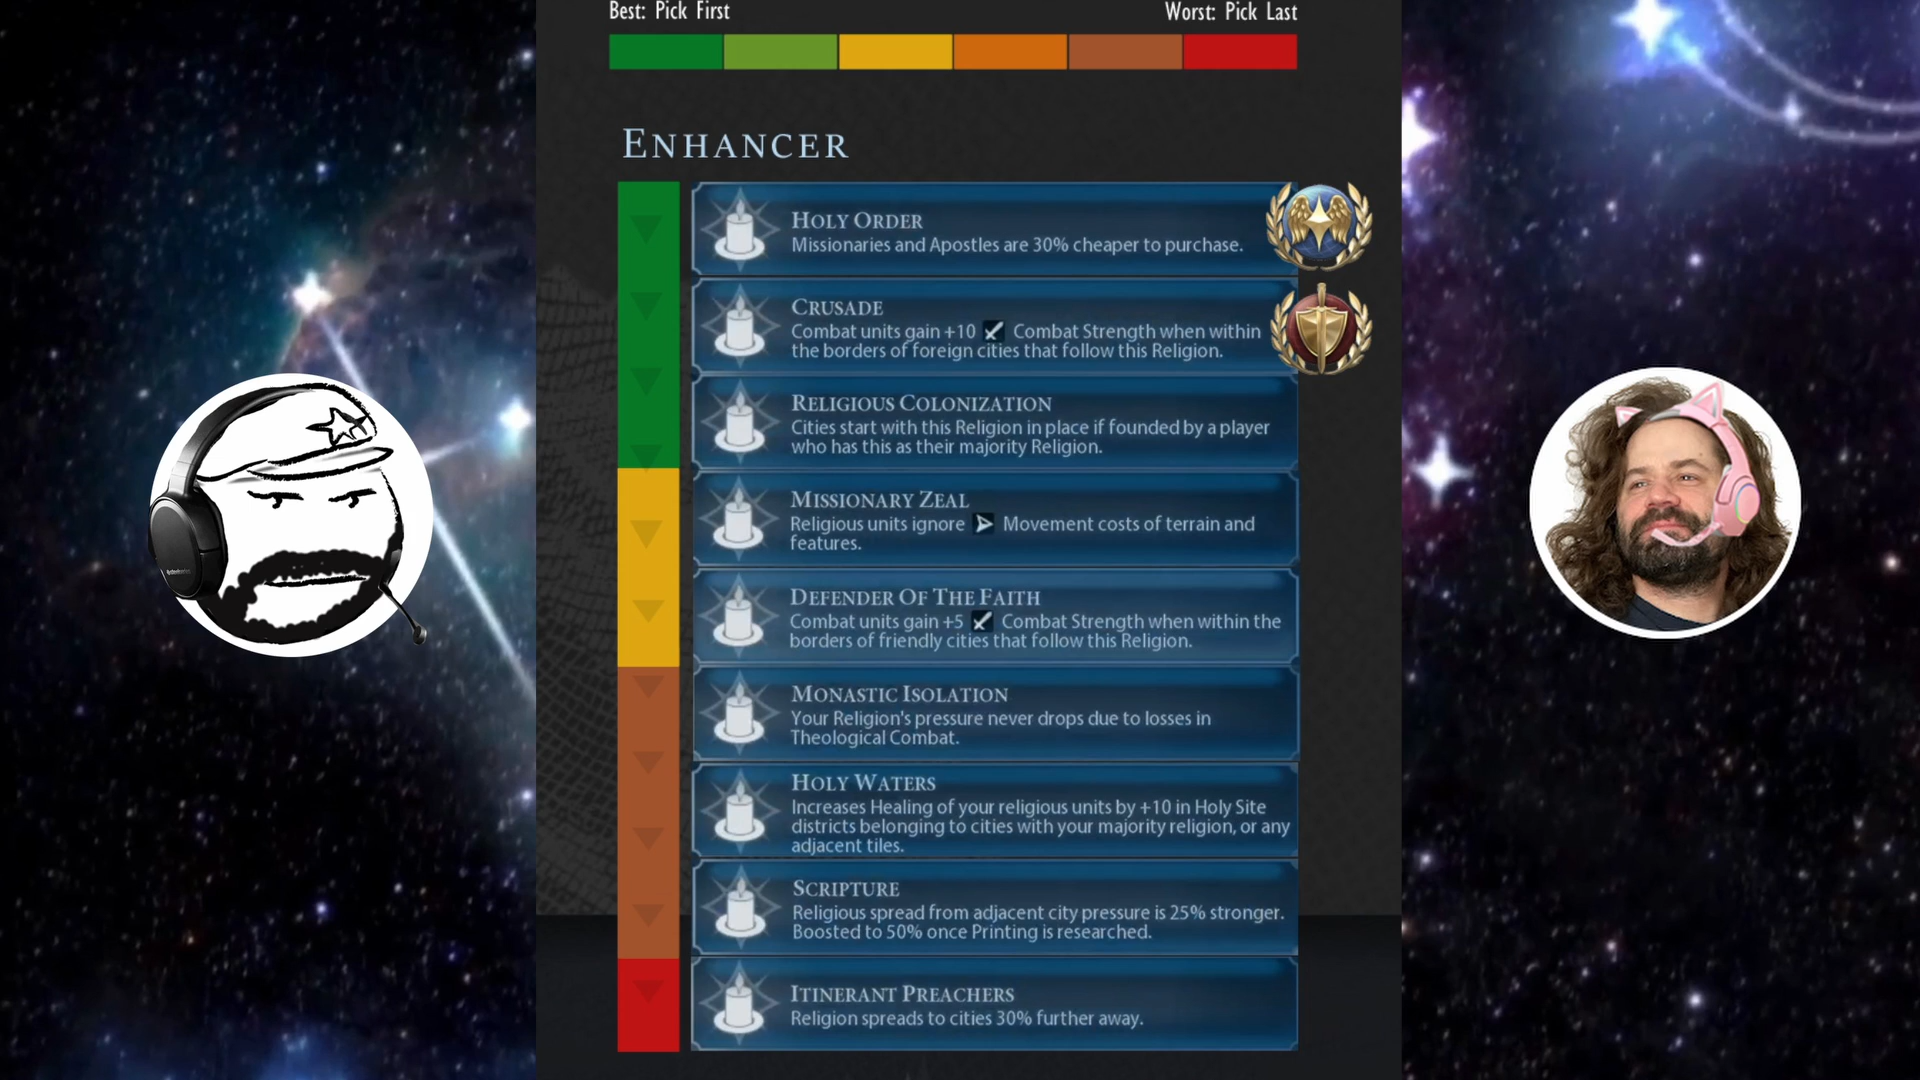 Best: Pick First
Worst: Pick Last
ENHANCER
HOLY ORDER
Missionaries and Apostles are 30% cheaper to purchase.
CRUSADE
Combat units gain +10 Combat Strength when within
the borders of foreign cities that follow this Religion.
RELIGIOUS COLONIZATION
Cities start with this Religion in place if founded by a player
who has this as their majority Religion.
MISSIONARY ZEAL
Religious units ignore Movement costs of terrain and
features.
DEFENDER OF THE FAITH
Combat units gain +5 Combat Strength when within the
borders of friendly cities that follow this Religion.
MONASTIC ISOLATION
Your Religion's pressure never drops due to losses in
Theological Combat.
HOLY WATERS
Increases Healing of your religious units by +10 in Holy Site
districts belonging to cities with your majority religion, or any
adjacent tiles.
SCRIPTURE
Religious spread from adjacent city pressure is 25% stronger.
Boosted to 50% once Printing is researched.
ITINERANT PREACHERS
Religion spreads to cities 30% further away.